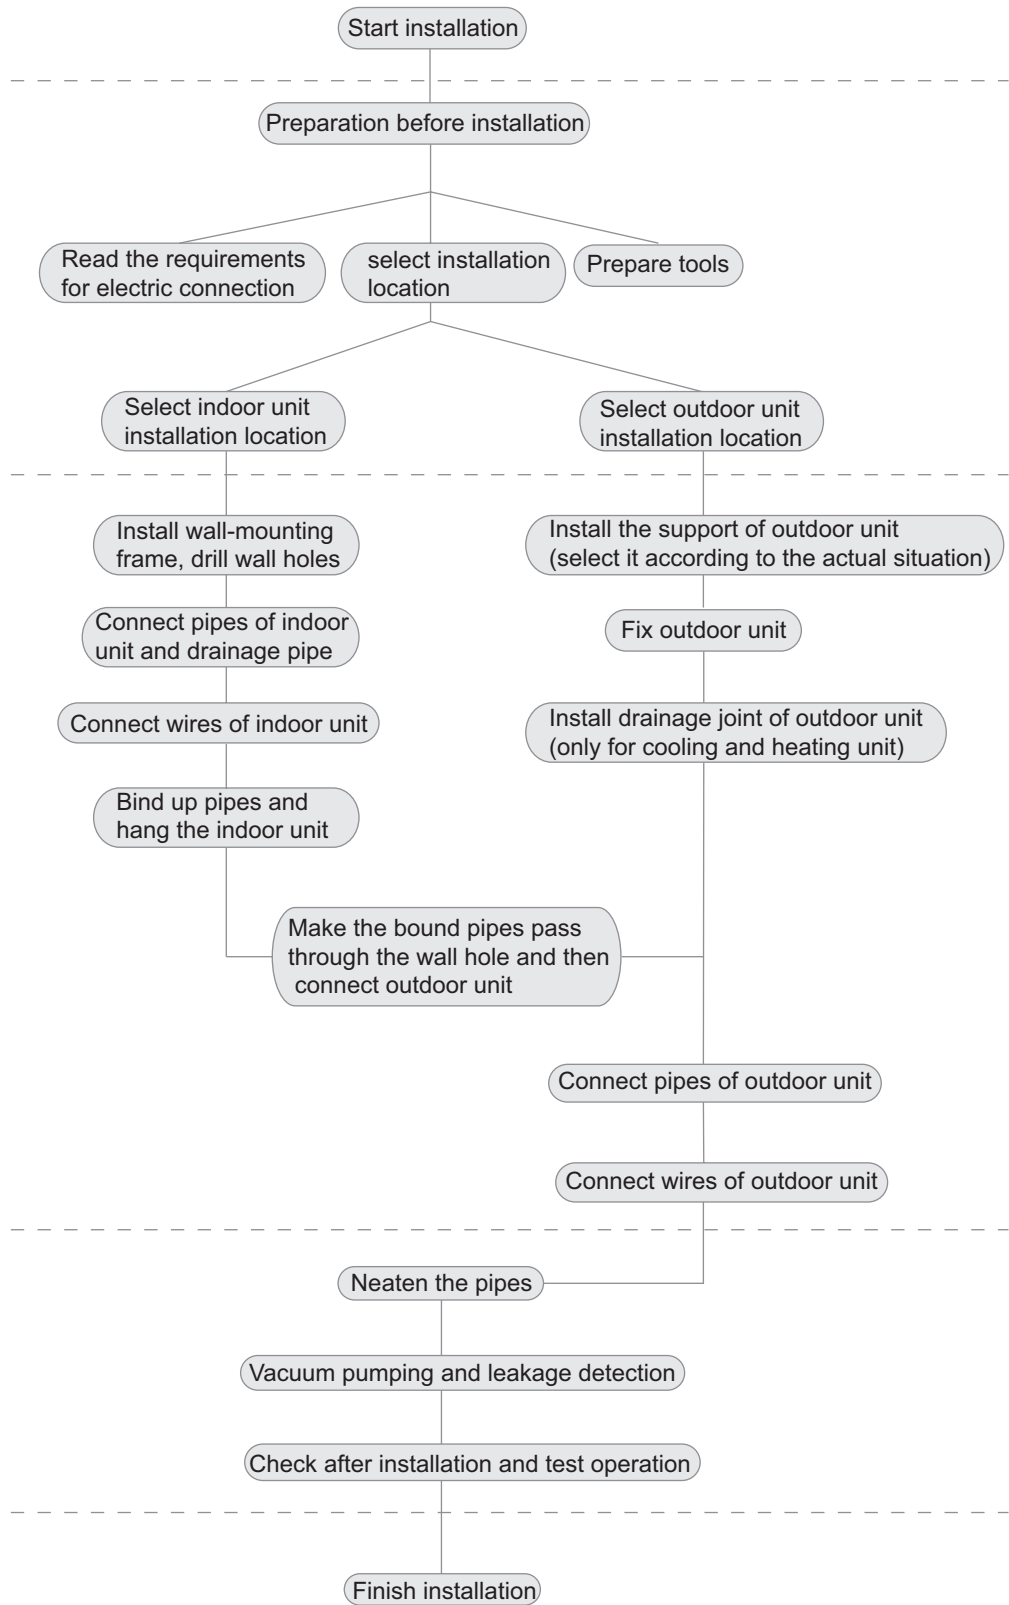 Start installation
Preparation before installation
Read the requirements
for electric connection
select installation
location
Prepare tools
Select indoor unit
installation location
Select outdoor unit
installation location
Install wall-mounting
frame, drill wall holes
Install the support of outdoor unit
(select it according to the actual situation)
Connect pipes of indoor
unit and drainage pipe
Fix outdoor unit
Connect wires of indoor unit
Install drainage joint of outdoor unit
(only for cooling and heating unit)
Bind up pipes and
hang the indoor unit
Make the bound pipes pass
through the wall hole and then
connect outdoor unit
Connect pipes of outdoor unit
Connect wires of outdoor unit
Neaten the pipes
Vacuum pumping and leakage detection
Check after installation and test operation
Finish installation